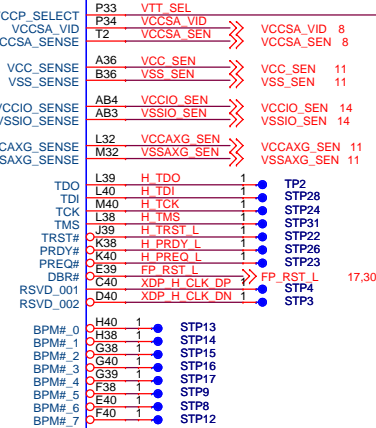 VCCP_SELECT P33 VTT_SEL
VCCSA_VID P34 VCCSA_VID VCCSA_VID 8
VCCSA_SENSE T2 VCCSA_SEN VCCSA_SEN 8
VCC_SENSE A36 VCC_SEN VCC_SEN 11
VSS_SENSE B36 VSS_SEN VSS_SEN 11
VCCIO_SENSE AB4 VCCIO_SEN VCCIO_SEN 14
VSSIO_SENSE AB3 VSSIO_SEN VSSIO_SEN 14
CAXG_SENSE L32 VCCAXG_SEN VCCAXG_SEN 11
SAXG_SENSE M32 VSSAXG_SEN VSSAXG_SEN 11
TDO L39 H_TDO 1 TP2
TDI L40 H_TDI 1 STP28
TCK M40 H_TCK 1 STP24
TMS L38 H_TMS 1 STP31
TRST# J39 H_TRST_L 1 STP22
PRDY# K38 H_PRDY_L 1 STP26
PREQ# K40 H_PREQ_L 1 STP23
DBR# E39 FP_RST_L FP_RST_L 17,30
RSVD_001 C40 XDP_H_CLK_DP 1 STP4
RSVD_002 D40 XDP_H_CLK_DN 1 STP3
BPM#_0 H40 1 STP13
BPM#_1 H38 1 STP14
BPM#_2 G38 1 STP15
BPM#_3 G40 1 STP16
BPM#_4 G39 1 STP17
BPM#_5 F38 1 STP9
BPM#_6 E40 1 STP8
BPM#_7 F40 1 STP12